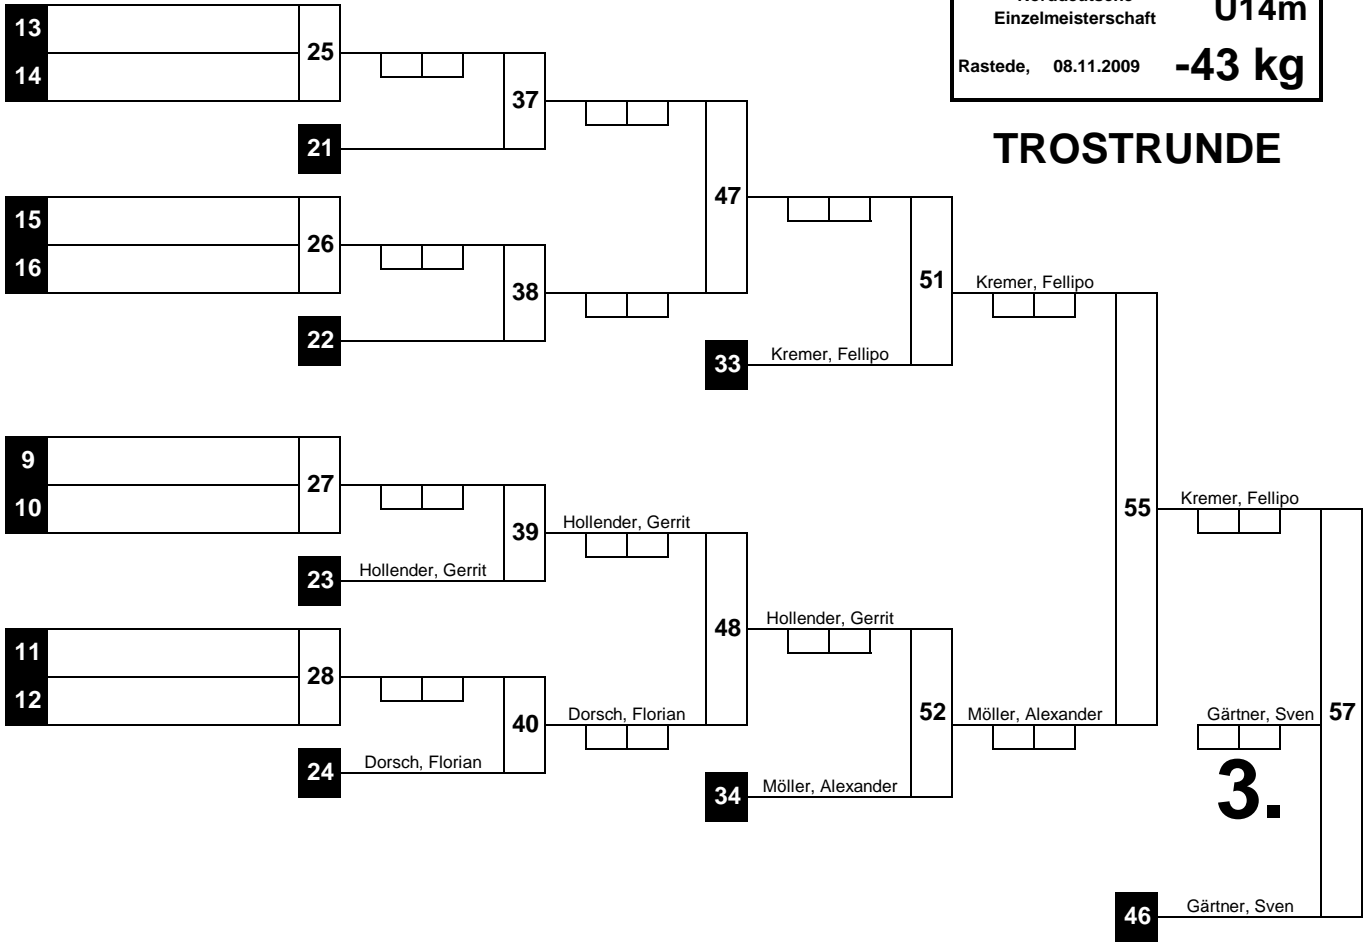 Norddeutsche
Einzelmeisterschaft
U14m
Rastede, 08.11.2009 -43 kg
TROSTRUNDE
13
14
25
21
37
15
16
26
22
38
47
33 Kremer, Fellipo
51
Kremer, Fellipo
9
10
27
23 Hollender, Gerrit
39
Hollender, Gerrit
11
12
28
24 Dorsch, Florian
40
Dorsch, Florian
48
Hollender, Gerrit
34 Möller, Alexander
52
Möller, Alexander
55
Kremer, Fellipo
Gärtner, Sven
57
3.
46 Gärtner, Sven